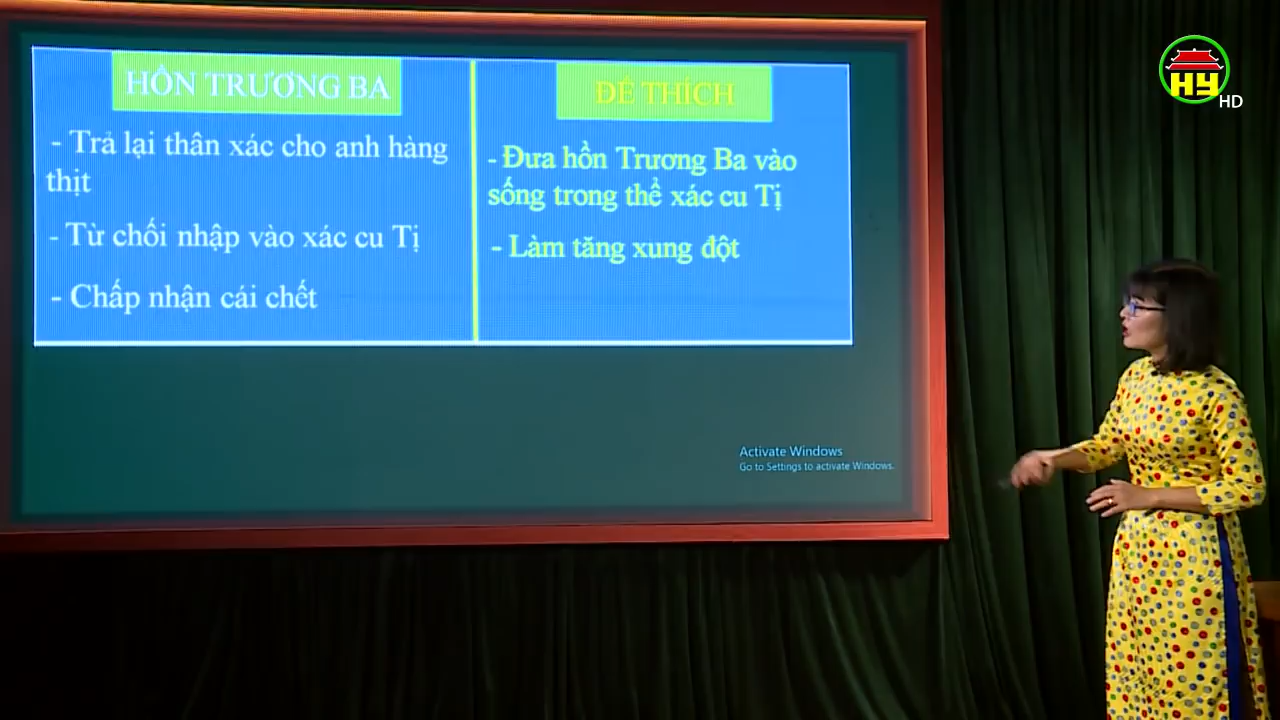 HỒN TRƯƠNG BA
- Trả lại thân xác cho anh hàng
thịt
- Từ chối nhập vào xác cu Tị
- Chấp nhận cái chết
ĐẾ THÍCH
- Đưa hồn Trương Ba vào
sống trong thể xác cu Tị
- Làm tăng xung đột
Activate Windows
Go to Settings to activate Windows.
HY
HD